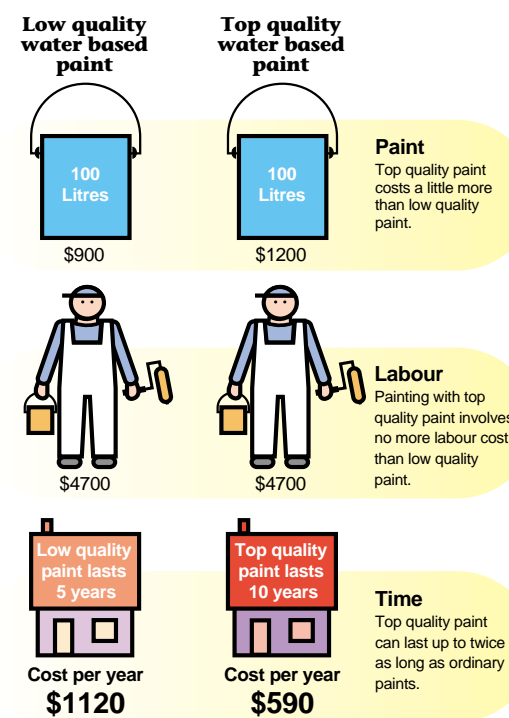 Low quality
water based
paint
Top quality
water based
paint
100
Litres
$900
100
Litres
$1200
Paint
Top quality paint
costs a little more
than low quality
paint.
$4700
$4700
Labour
Painting with top
quality paint involves
no more labour cost
than low quality
paint.
Low quality
paint lasts
5 years
Cost per year
$1120
Top quality
paint lasts
10 years
Cost per year
$590
Time
Top quality paint
can last up to twice
as long as ordinary
paints.